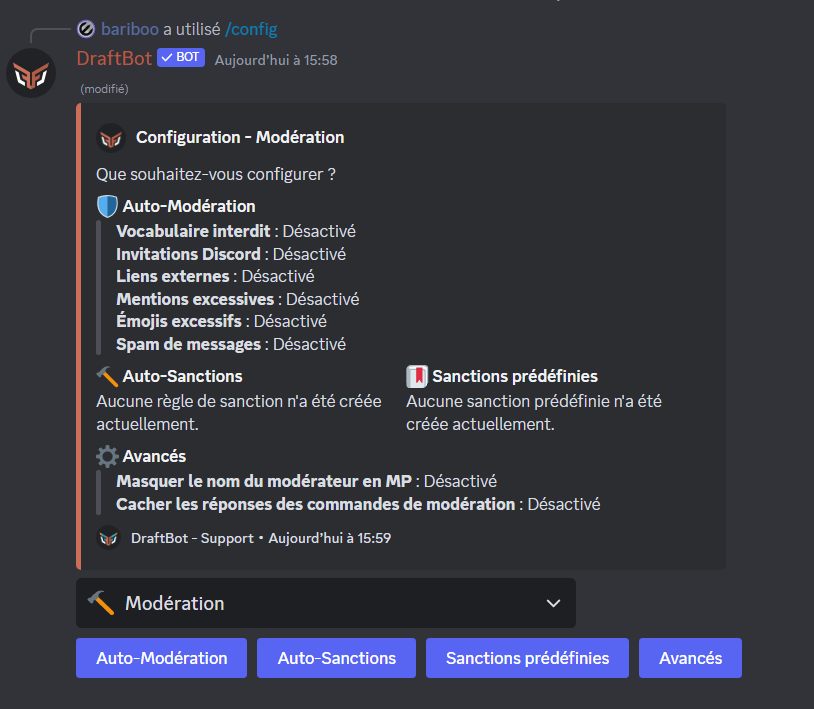 bariboo a utilisé /config
DraftBot ✓ BOT Aujourd'hui à 15:58
(modifié)
Configuration - Modération
Que souhaitez-vous configurer ?
Auto-Modération
Vocabulaire interdit : Désactivé
Invitations Discord : Désactivé
Liens externes : Désactivé
Mentions excessives : Désactivé
Émojis excessifs : Désactivé
Spam de messages : Désactivé
Auto-Sanctions
Aucune règle de sanction n'a été créée
actuellement.
Sanctions prédéfinies
Aucune sanction prédéfinie n'a été
créée actuellement.
Avancés
Masquer le nom du modérateur en MP : Désactivé
Cacher les réponses des commandes de modération : Désactivé
DraftBot - Support • Aujourd'hui à 15:59
Modération
Auto-Modération
Auto-Sanctions
Sanctions prédéfinies
Avancés